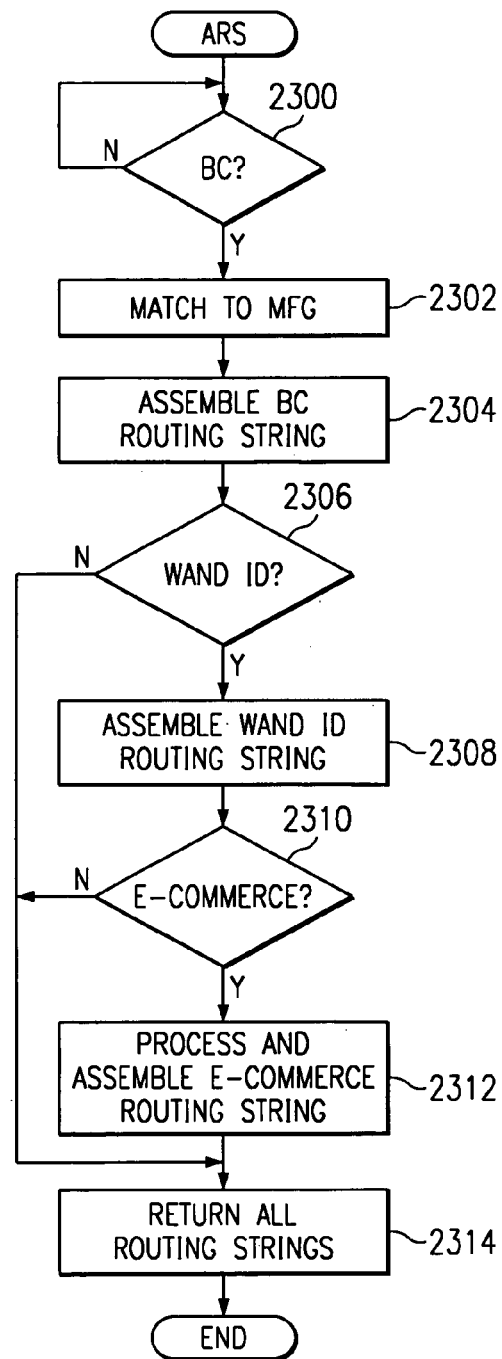 ARS
2300
N
BC?
Y
MATCH TO MFG
2302
ASSEMBLE BC
ROUTING STRING
2304
2306
N
WAND ID?
Y
ASSEMBLE WAND ID
ROUTING STRING
2308
2310
N
E-COMMERCE?
Y
PROCESS AND
ASSEMBLE E-COMMERCE
ROUTING STRING
2312
RETURN ALL
ROUTING STRINGS
2314
END